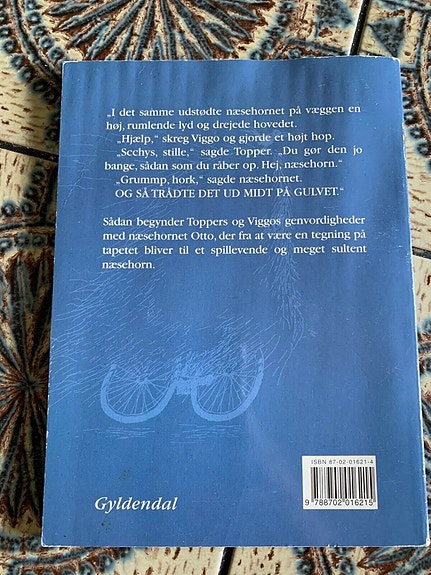 „I det samme udstødte næsehornet på væggen en
høj, rumlende lyd og drejede hovedet.
„Hjælp,“ skreg Viggo og gjorde et højt hop.
„Scchys, stille,“ sagde Topper. „Du gør den jo
bange, sådan som du råber op. Hej, næsehorn.“
„Grummp, hork,“ sagde næsehornet.
OG SÅ TRÅDTE DET UD MIDT PÅ GULVET.“
Sådan begynder Toppers og Viggos genvordigheder
med næsehornet Otto, der fra at være en tegning på
tapetet bliver til et spillevende og meget sultent
næsehorn.
ISBN 87-02-01621-4
9 788702 016215
Gyldendal